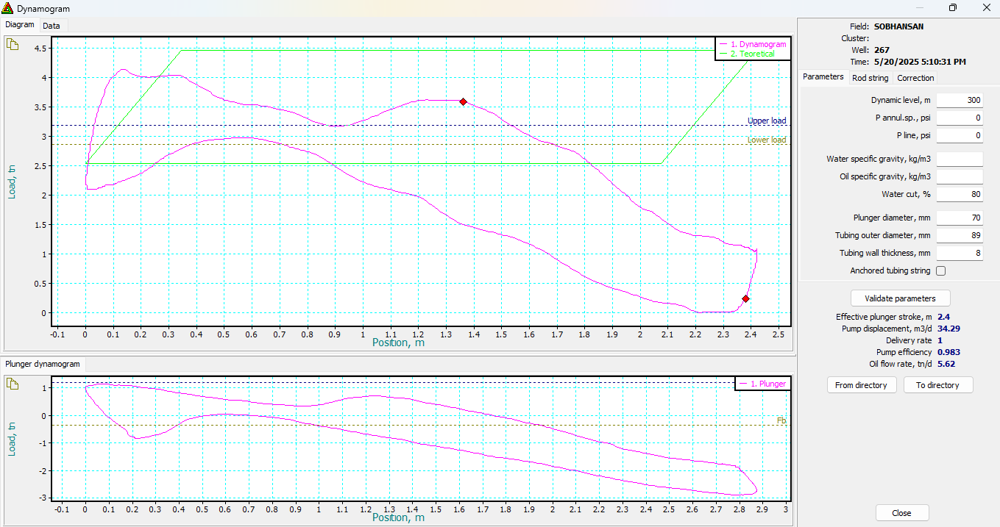 Dynamogram
Diagram Data
1. Dynamogram
2. Teoretical
4.5
4
3.5
3
2.5
2
1.5
1
0.5
0
Load, tn
Upper load
Lower load
-0.1 0 0.1 0.2 0.3 0.4 0.5 0.6 0.7 0.8 0.9 1 1.1 1.2 1.3 1.4 1.5 1.6 1.7 1.8 1.9 2 2.1 2.2 2.3 2.4 2.5
Position, m
Plunger dynamogram
1. Plunger
1
0
-1
-2
-3
Load, tn
Fb
-0.1 0 0.1 0.2 0.3 0.4 0.5 0.6 0.7 0.8 0.9 1 1.1 1.2 1.3 1.4 1.5 1.6 1.7 1.8 1.9 2 2.1 2.2 2.3 2.4 2.5 2.6 2.7 2.8 2.9 3
Position, m
Field: SOBHANSAN
Cluster:
Well: 267
Time: 5/20/2025 5:10:31 PM
Parameters Rod string Correction
Dynamic level, m 300
P annul.sp., psi 0
P line, psi 0
Water specific gravity, kg/m3
Oil specific gravity, kg/m3
Water cut, % 80
Plunger diameter, mm 70
Tubing outer diameter, mm 89
Tubing wall thickness, mm 8
Anchored tubing string
Validate parameters
Effective plunger stroke, m 2.4
Pump displacement, m3/d 34.29
Delivery rate 1
Pump efficiency 0.983
Oil flow rate, tn/d 5.62
From directory To directory
Close